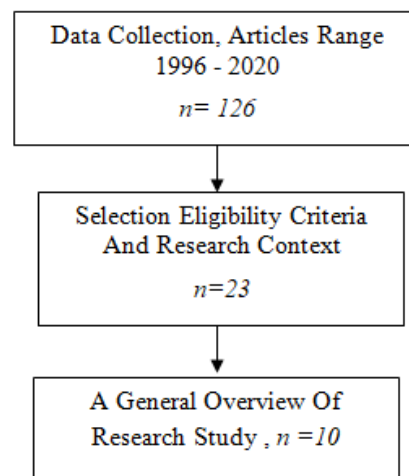 Data Collection, Articles Range
1996 - 2020
n= 126
Selection Eligibility Criteria
And Research Context
n=23
A General Overview Of
Research Study , n =10